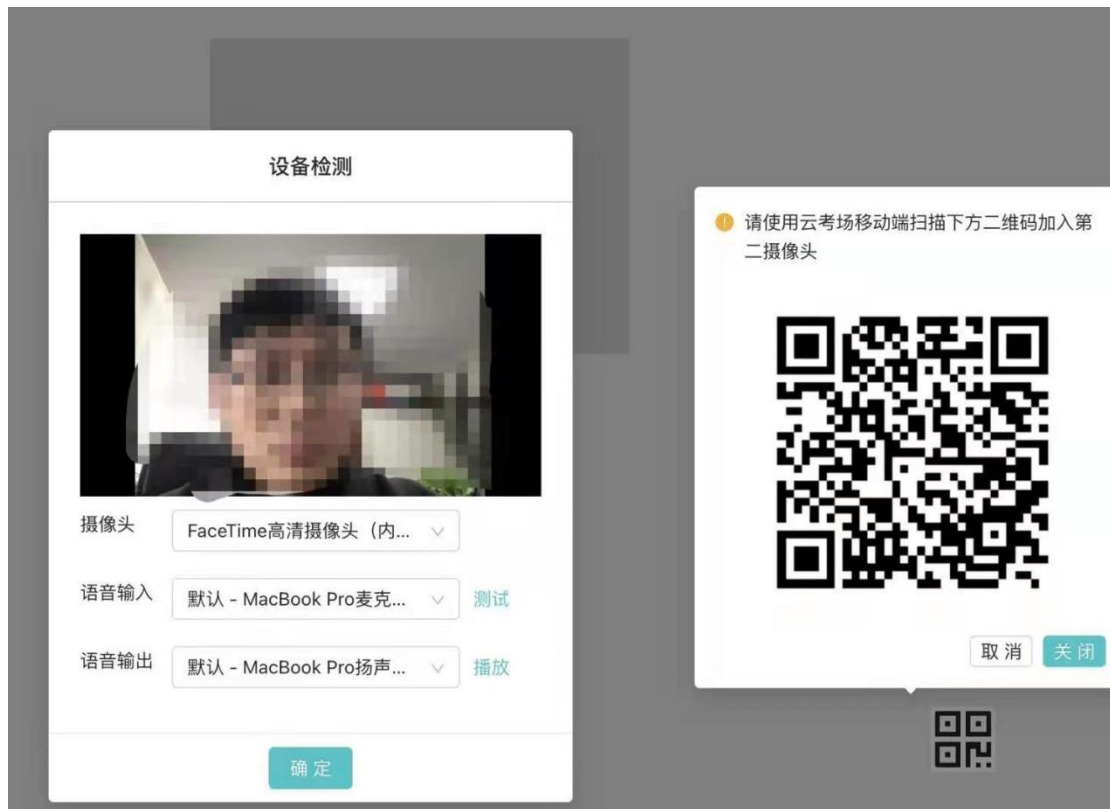 设备检测
摄像头
FaceTime高清摄像头（内...
语音输入
默认 - MacBook Pro麦克...
测试
语音输出
默认 - MacBook Pro扬声...
播放
确 定
请使用云考场移动端扫描下方二维码加入第
二摄像头
取 消
关 闭